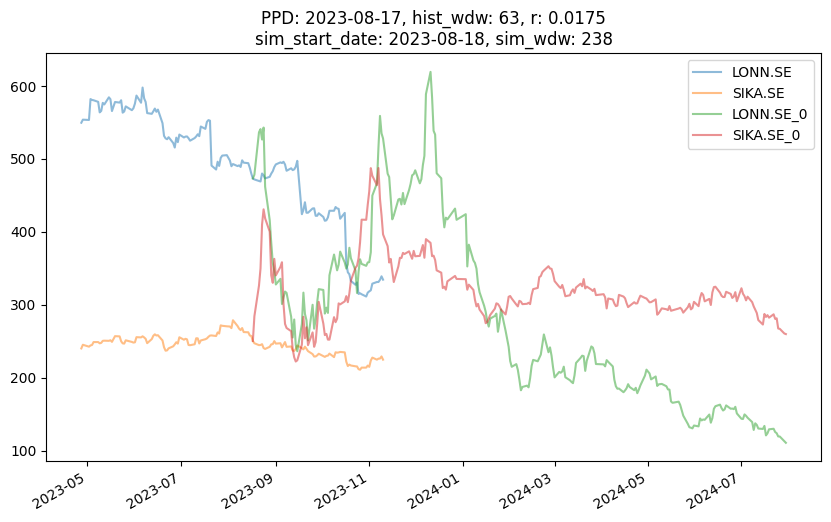 PPD: 2023-08-17, hist_wdw: 63, r: 0.0175
sim_start_date: 2023-08-18, sim_wdw: 238
LONN.SE
SIKA.SE
LONN.SE_0
SIKA.SE_0
600
500
400
300
200
100
2023-05
2023-07
2023-09
2023-11
2024-01
2024-03
2024-05
2024-07